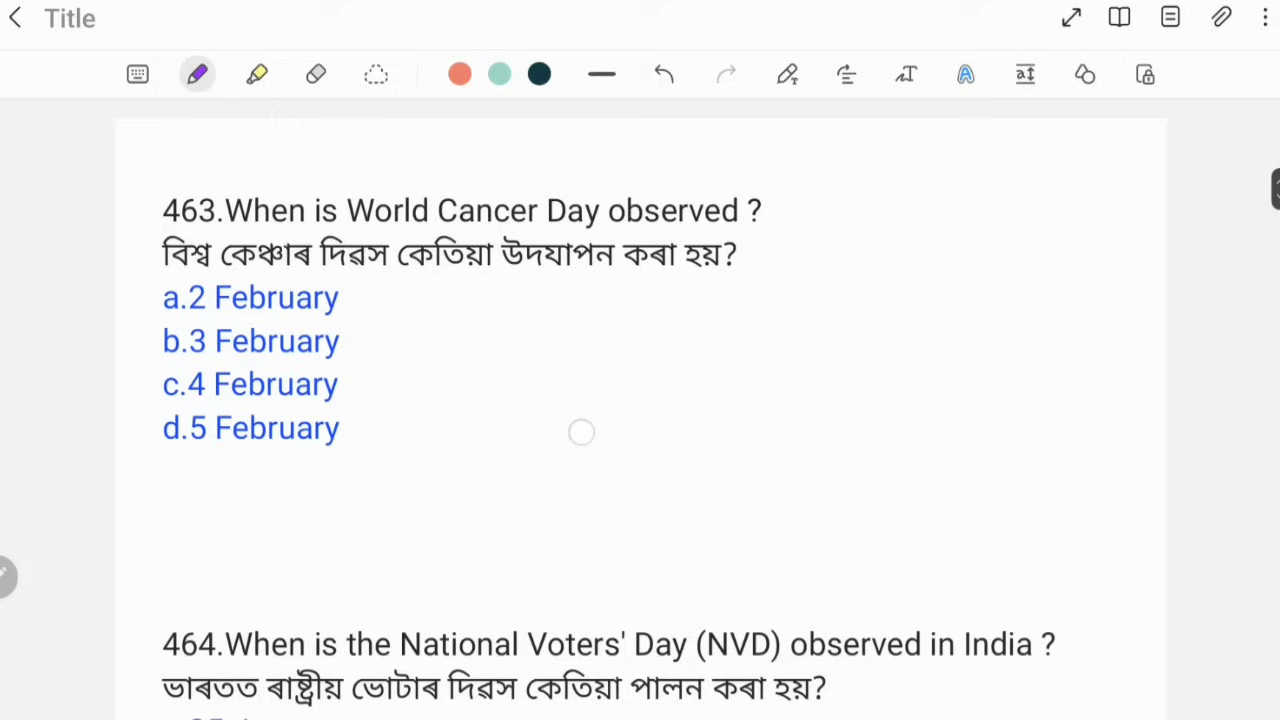 Title
463.When is World Cancer Day observed ?
বিশ্ব কেঞ্চাৰ দিৱস কেতিয়া উদযাপন কৰা হয়?
a.2 February
b.3 February
c.4 February
d.5 February
464.When is the National Voters' Day (NVD) observed in India ?
ভাৰতত ৰাষ্ট্ৰীয় ভোটাৰ দিৱস কেতিয়া পালন কৰা হয়?